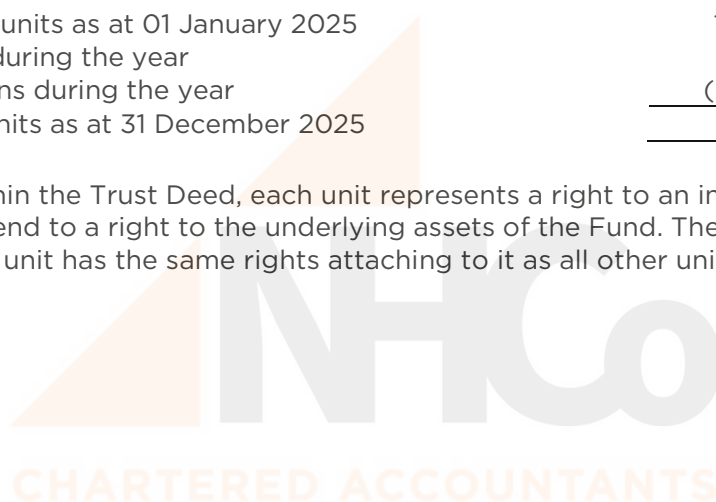 units as at 01 January 2025
during the year
ns during the year (
nits as at 31 December 2025
hin the Trust Deed, each unit represents a right to an in
end to a right to the underlying assets of the Fund. The
unit has the same rights attaching to it as all other uni
NHCo
CHARTERED ACCOUNTANTS